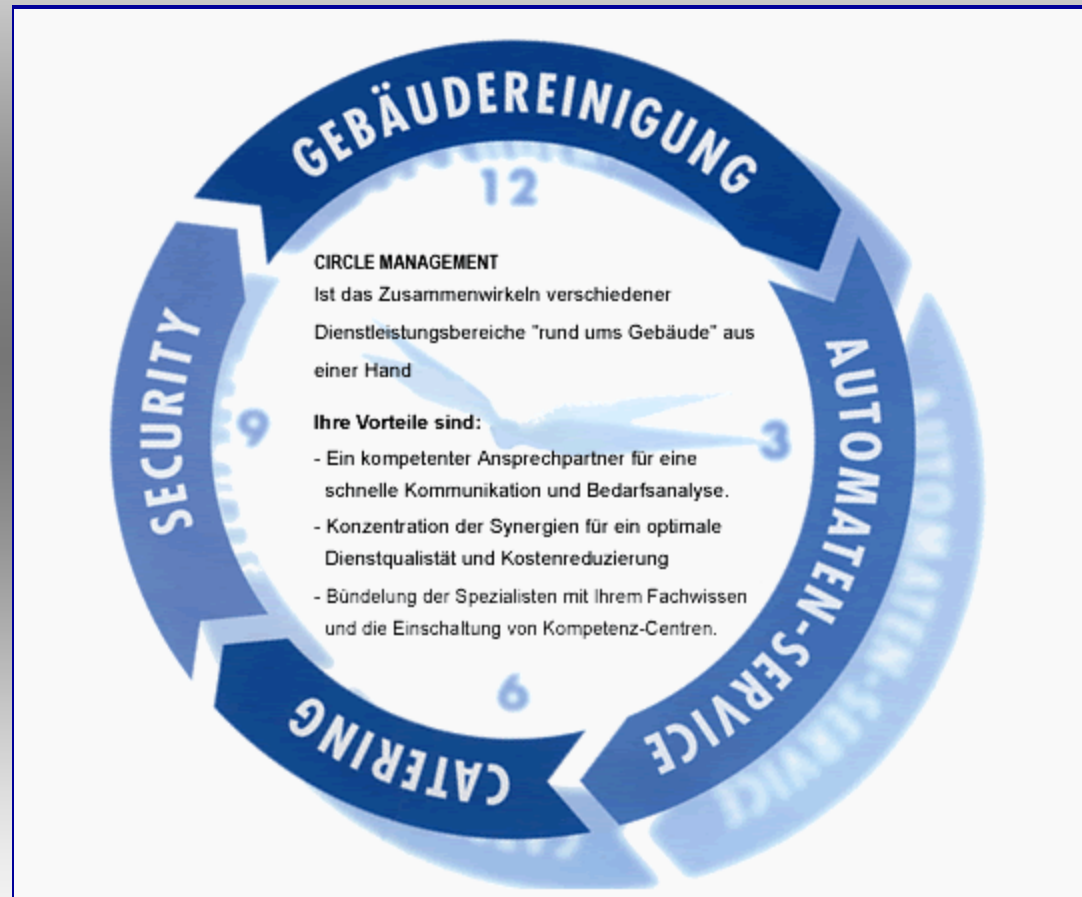 GEBÄUDEREINIGUNG
12
CIRCLE MANAGEMENT
Ist das Zusammenwirkeln verschiedener
Dienstleistungsbereiche "rund ums Gebäude" aus
einer Hand
Ihre Vorteile sind:
- Ein kompetenter Ansprechpartner für eine
schnelle Kommunikation und Bedarfsanalyse.
- Konzentration der Synergien für ein optimale
Dienstqualistät und Kostenreduzierung
- Bündelung der Spezialisten mit Ihrem Fachwissen
und die Einschaltung von Kompetenz-Centren.
3
6
9
AUTOMATEN-SERVICE
AUTOMATEN-SERVICE
CATERING
SECURITY